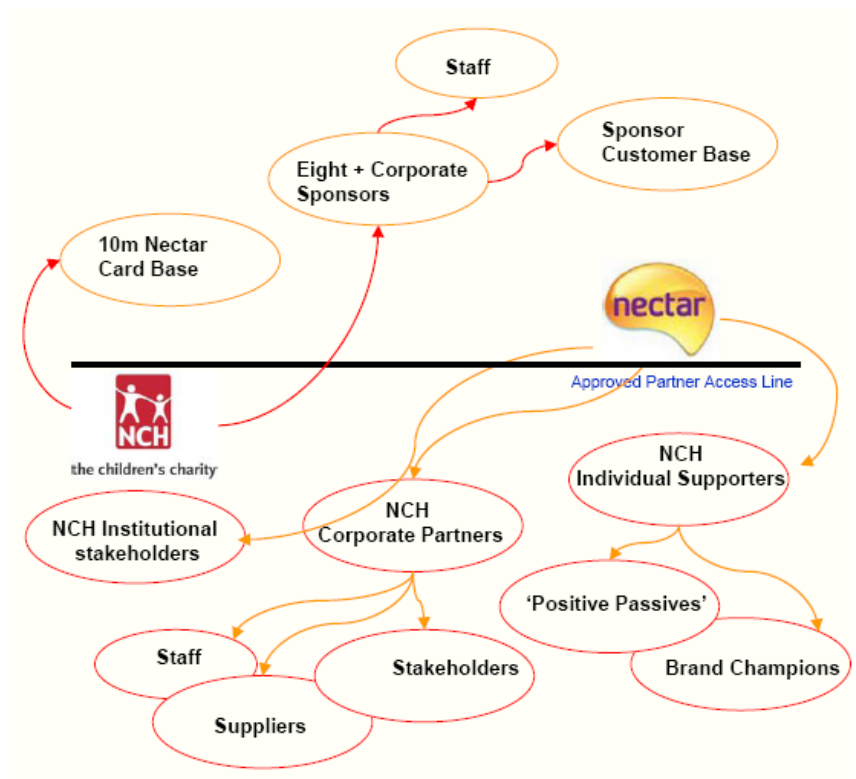 Staff
Sponsor
Customer Base
Eight + Corporate
Sponsors
10m Nectar
Card Base
nectar
Approved Partner Access Line
NCH
the children's charity
NCH
Individual Supporters
NCH Institutional
stakeholders
NCH
Corporate Partners
‘Positive Passives’
Staff
Stakeholders
Brand Champions
Suppliers